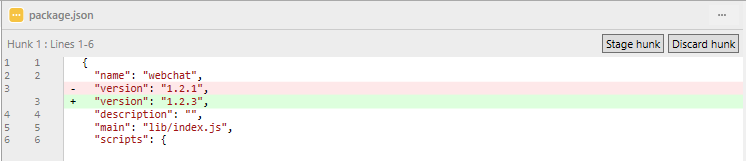 package.json
Hunk 1 : Lines 1-6
Stage hunk Discard hunk
1 1 {
2 2 "name": "webchat",
3 - "version": "1.2.1",
3 + "version": "1.2.3",
4 4 "description": "",
5 5 "main": "lib/index.js",
6 6 "scripts": {